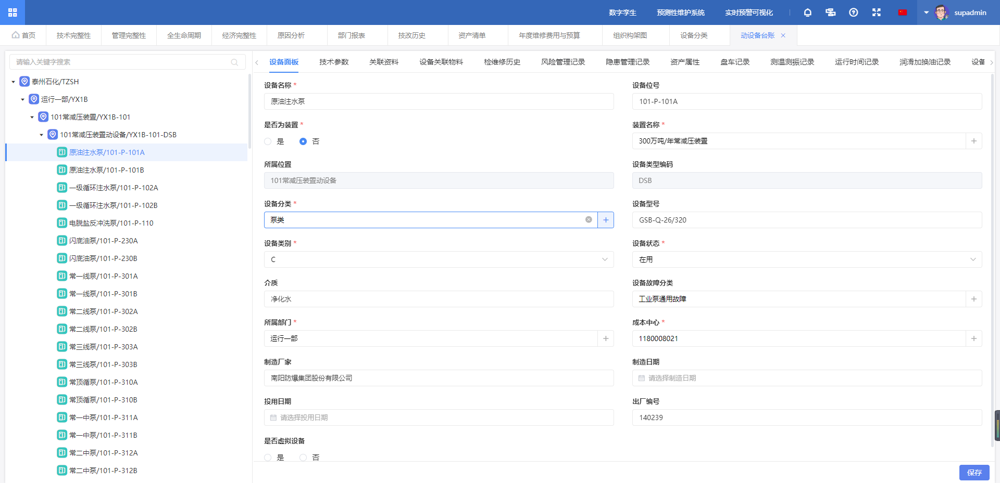 数字孪生 预测性维护系统 实时预警可视化 supadmin
首页 技术完整性 管理完整性 全生命周期 经济完整性 原因分析 部门报表 技改历史 资产清单 年度维修费用与预算 组织构架图 设备分类 动设备台账
请输入关键字搜索
泰州石化/TZSH
运行一部/YX1B
101常减压装置/YX1B-101
101常减压装置动设备/YX1B-101-DSB
原油注水泵/101-P-101A
原油注水泵/101-P-101B
一级循环注水泵/101-P-102A
一级循环注水泵/101-P-102B
电脱盐反冲洗泵/101-P-110
闪底油泵/101-P-230A
闪底油泵/101-P-230B
常一线泵/101-P-301A
常一线泵/101-P-301B
常二线泵/101-P-302A
常二线泵/101-P-302B
常三线泵/101-P-303A
常三线泵/101-P-303B
常顶循泵/101-P-310A
常顶循泵/101-P-310B
常一中泵/101-P-311A
常一中泵/101-P-311B
常二中泵/101-P-312A
常二中泵/101-P-312B
设备面板 技术参数 关联资料 设备关联物料 检维修历史 风险管理记录 隐患管理记录 资产属性 盘车记录 测温测振记录 运行时间记录 润滑加换油记录 设备
设备名称 * 设备位号
原油注水泵 101-P-101A
是否为装置 * 装置名称 *
是 否 300万吨/年常减压装置
所属位置 设备类型编码
101常减压装置动设备 DSB
设备分类 * 设备型号
泵类 GSB-Q-26/320
设备类别 * 设备状态 *
C 在用
介质 设备故障分类
净化水 工业泵通用故障
所属部门 * 成本中心 *
运行一部 1180008021
制造厂家 制造日期
南阳防爆集团股份有限公司 请选择制造日期
投用日期 出厂编号
请选择投用日期 140239
是否虚拟设备
是 否
保存